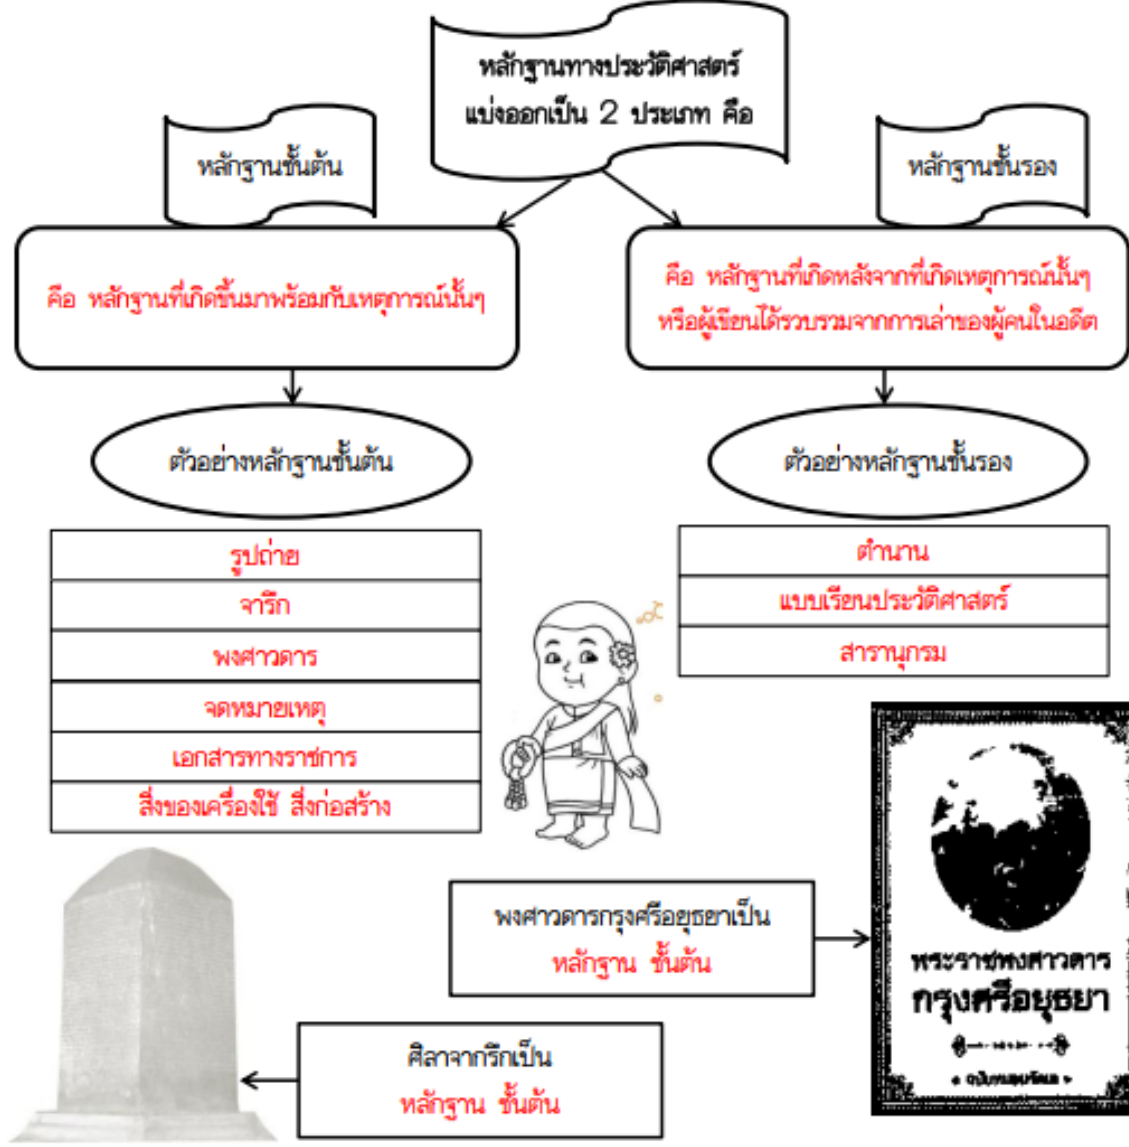 หลักฐานทางประวัติศาสตร์
แบ่งออกเป็น 2 ประเภท คือ
หลักฐานชั้นต้น
หลักฐานชั้นรอง
คือ หลักฐานที่เกิดขึ้นมาพร้อมกับเหตุการณ์นั้นๆ
คือ หลักฐานที่เกิดหลังจากที่เกิดเหตุการณ์นั้นๆ
หรือผู้เขียนได้รวบรวมจากการเล่าของผู้คนในอดีต
ตัวอย่างหลักฐานชั้นต้น
ตัวอย่างหลักฐานชั้นรอง
รูปถ่าย
จารึก
พงศาวดาร
จดหมายเหตุ
เอกสารทางราชการ
สิ่งของเครื่องใช้ สิ่งก่อสร้าง
ตำนาน
แบบเรียนประวัติศาสตร์
สารานุกรม
พงศาวดารกรุงศรีอยุธยาเป็น
หลักฐาน ชั้นต้น
พระราชพงศาวดาร
กรุงศรีอยุธยา
ศิลาจากรึกเป็น
หลักฐาน ชั้นต้น